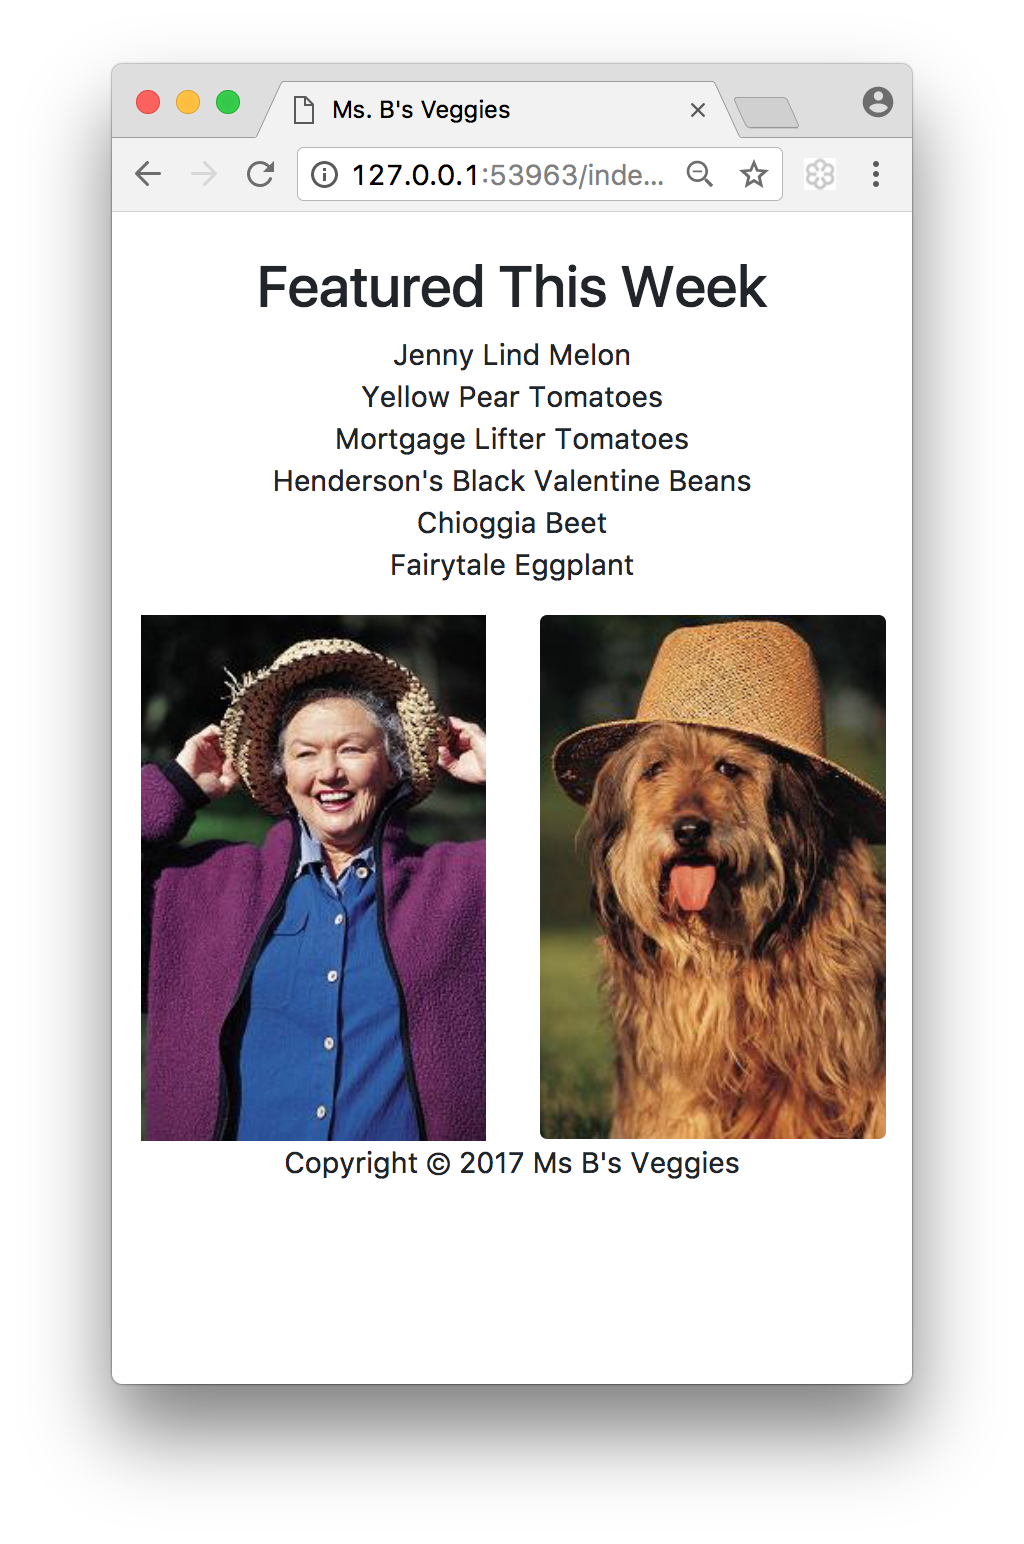 Ms. B's Veggies
127.0.0.1:53963/inde...
Featured This Week
Jenny Lind Melon
Yellow Pear Tomatoes
Mortgage Lifter Tomatoes
Henderson's Black Valentine Beans
Chioggia Beet
Fairytale Eggplant
Copyright © 2017 Ms B's Veggies